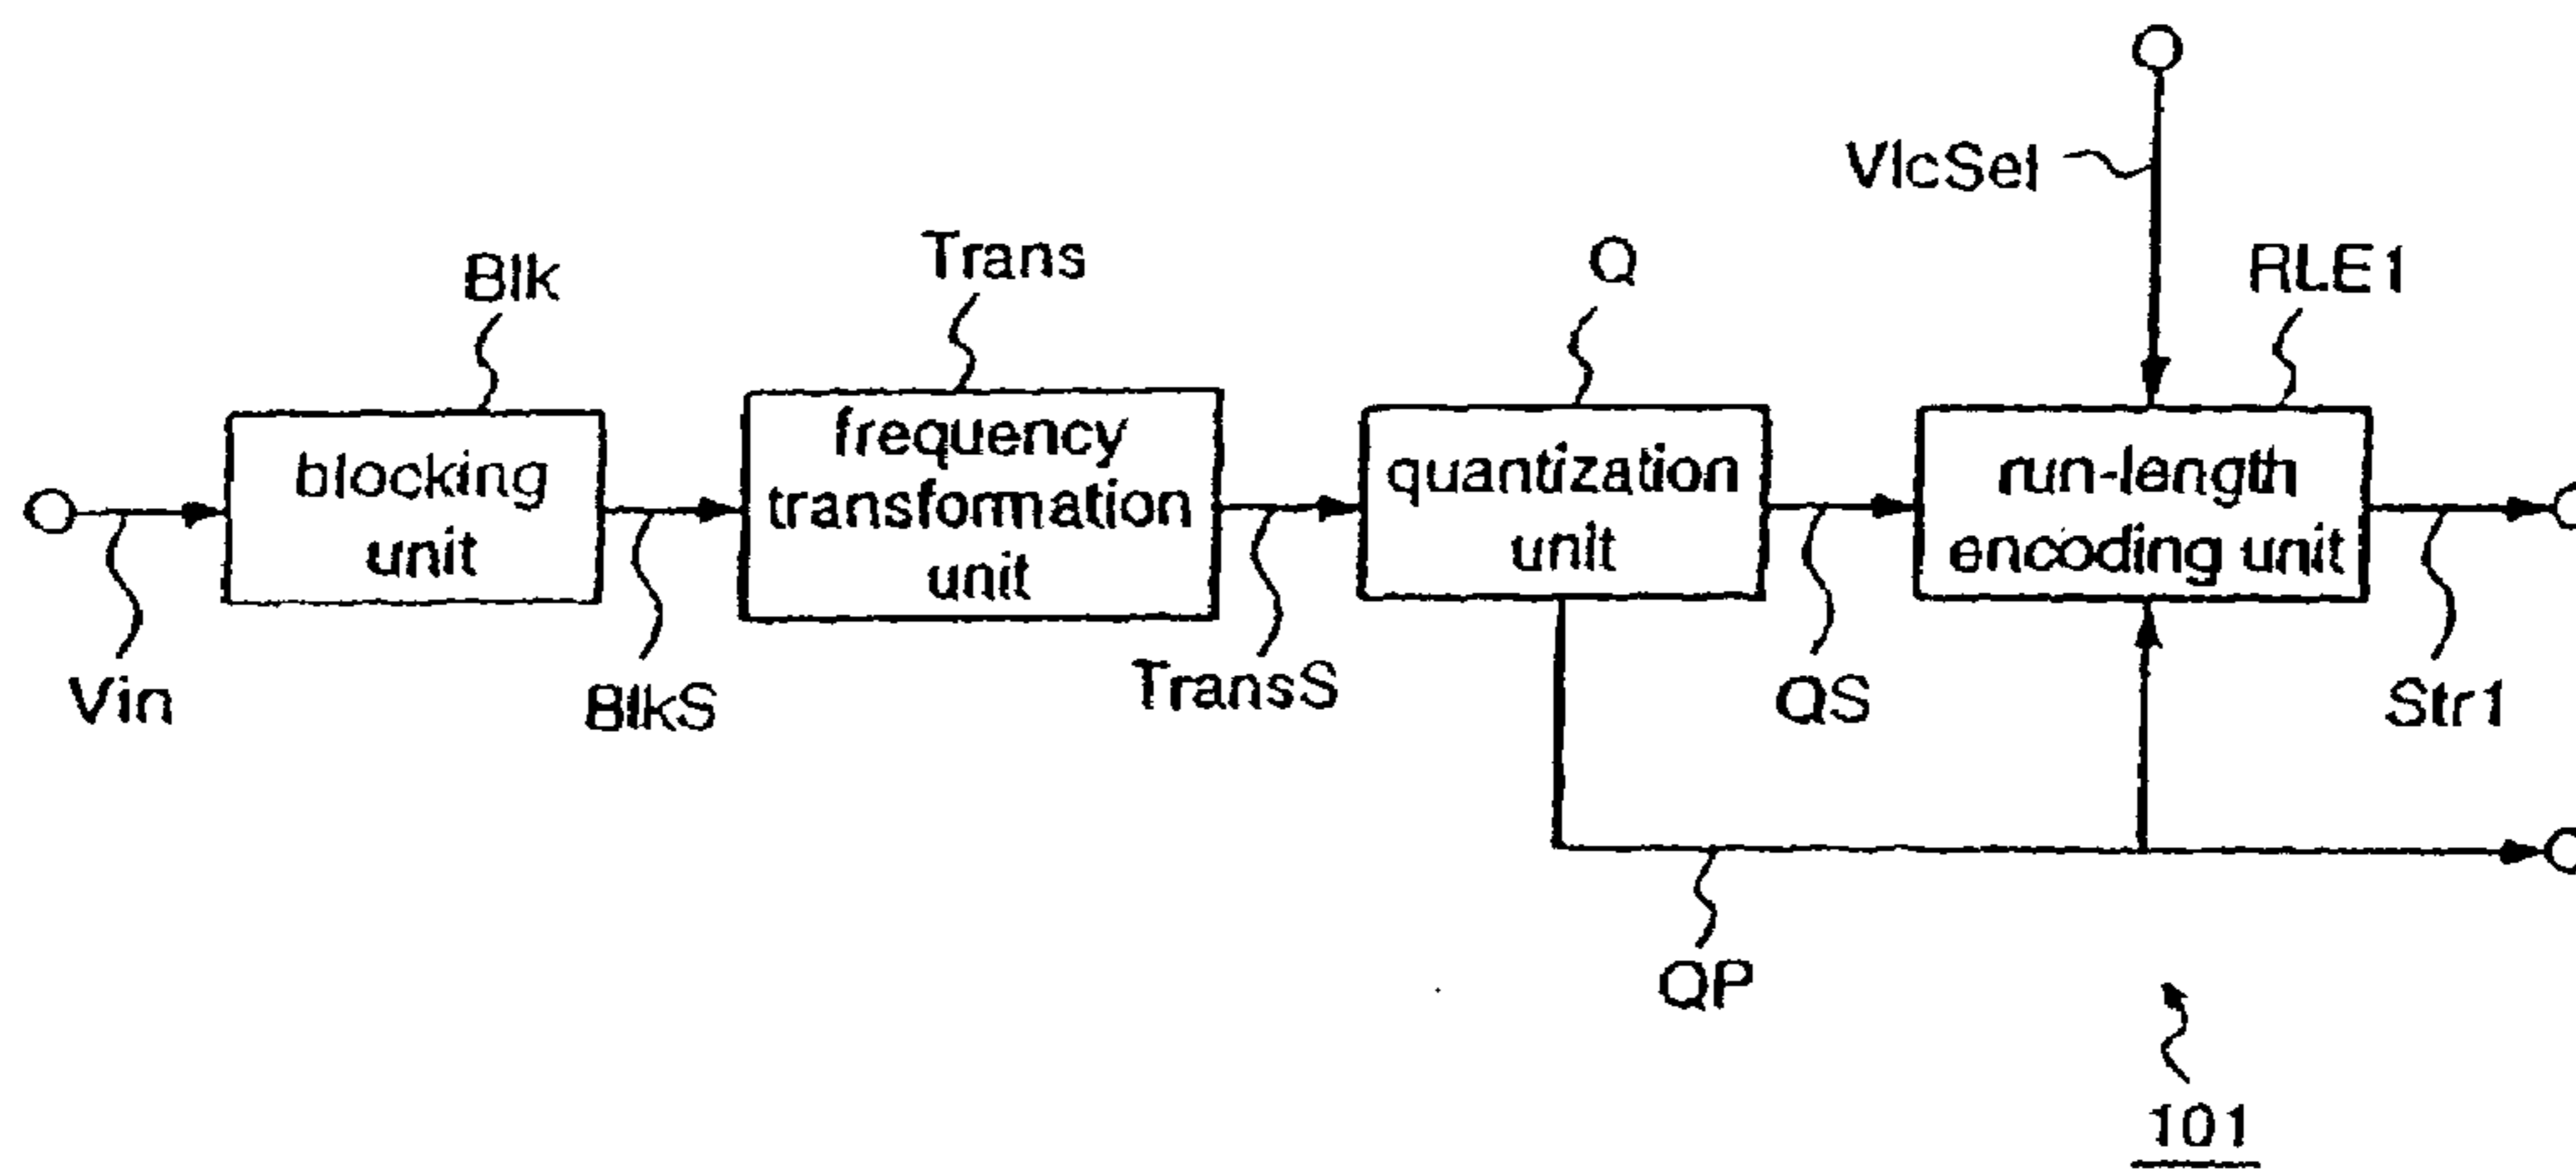 VlcSel
Blk
Trans
Q
RLE1
blocking
unit
frequency
transformation
unit
quantization
unit
run-length
encoding unit
Vin
BlkS
TransS
QS
Str1
QP
101